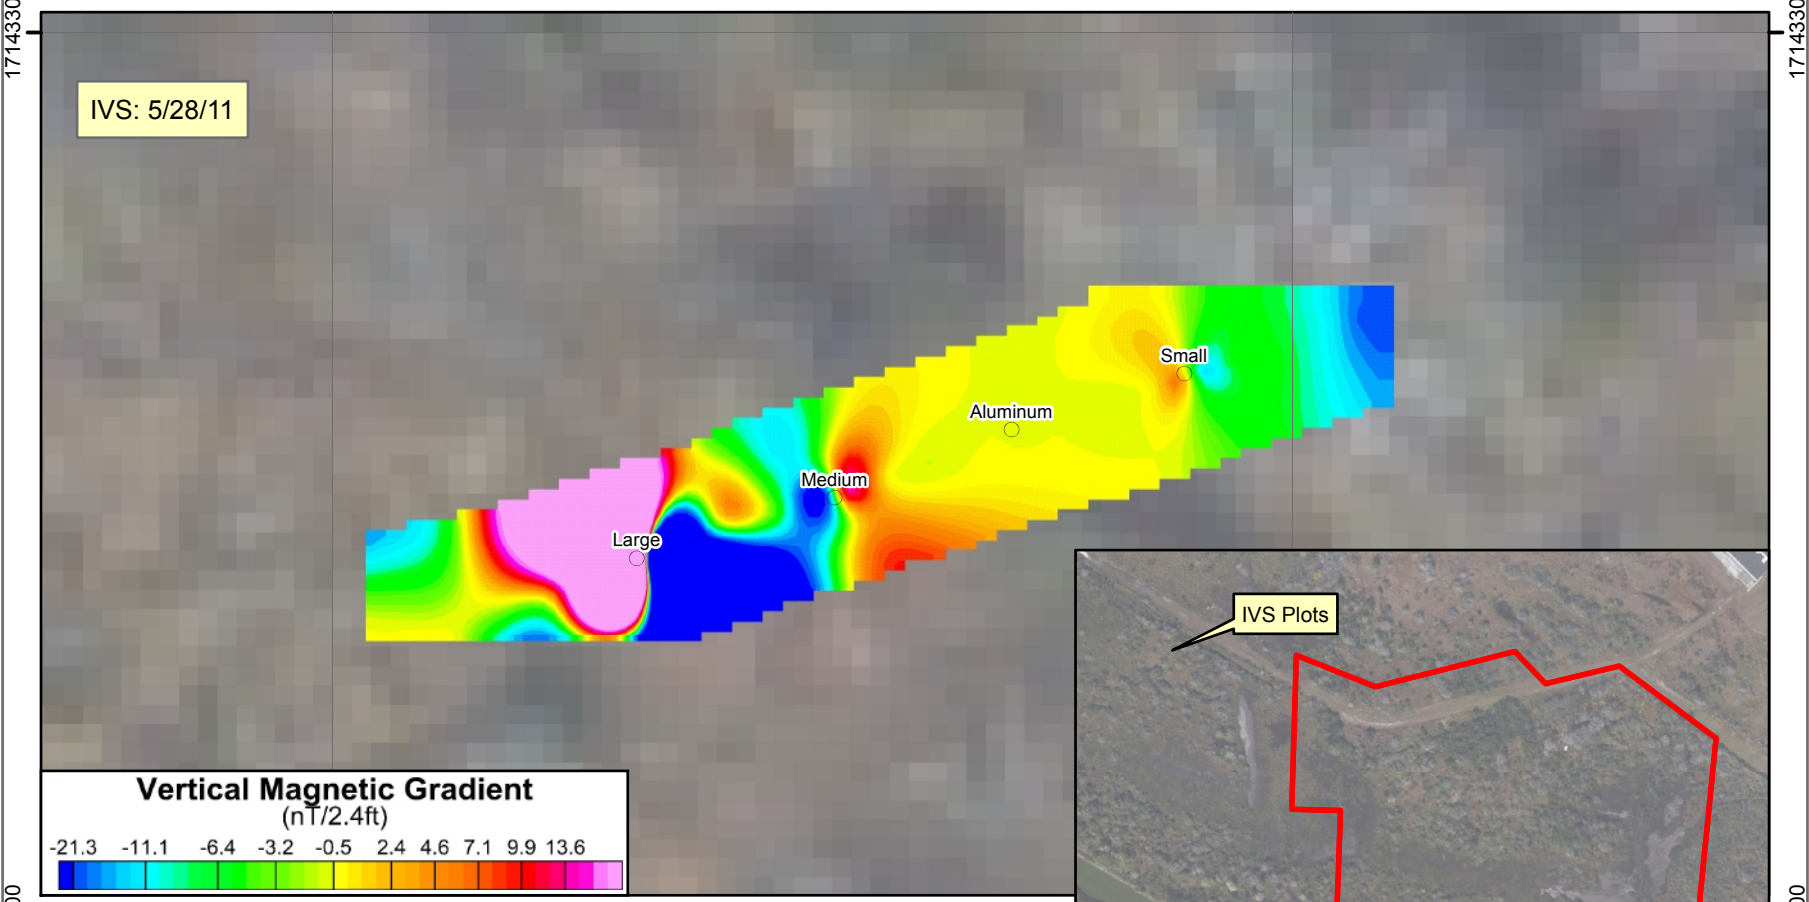 1714330
1714330
IVS: 5/28/11
Small
Aluminum
Medium
Large
IVS Plots
Vertical Magnetic Gradient
(nT/2.4ft)
-21.3 -11.1 -6.4 -3.2 -0.5 2.4 4.6 7.1 9.9 13.6
00
00